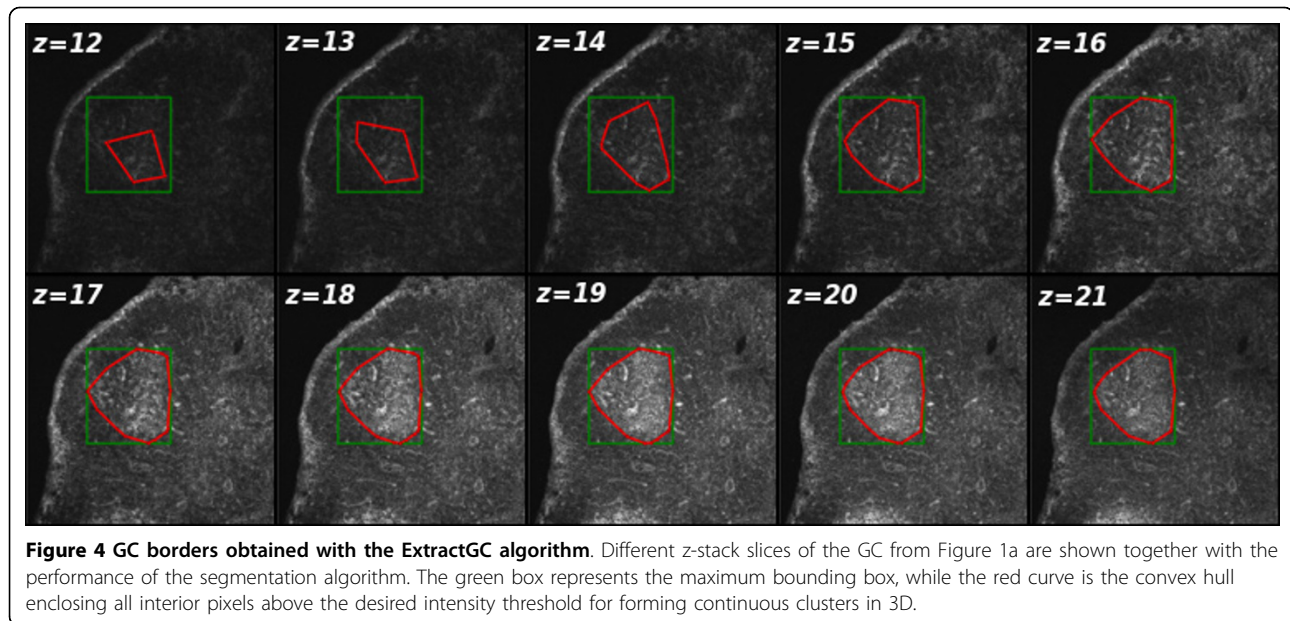 z=12 z=13 z=14 z=15 z=16
z=17 z=18 z=19 z=20 z=21
Figure 4 GC borders obtained with the ExtractGC algorithm. Different z-stack slices of the GC from Figure 1a are shown together with the
performance of the segmentation algorithm. The green box represents the maximum bounding box, while the red curve is the convex hull
enclosing all interior pixels above the desired intensity threshold for forming continuous clusters in 3D.